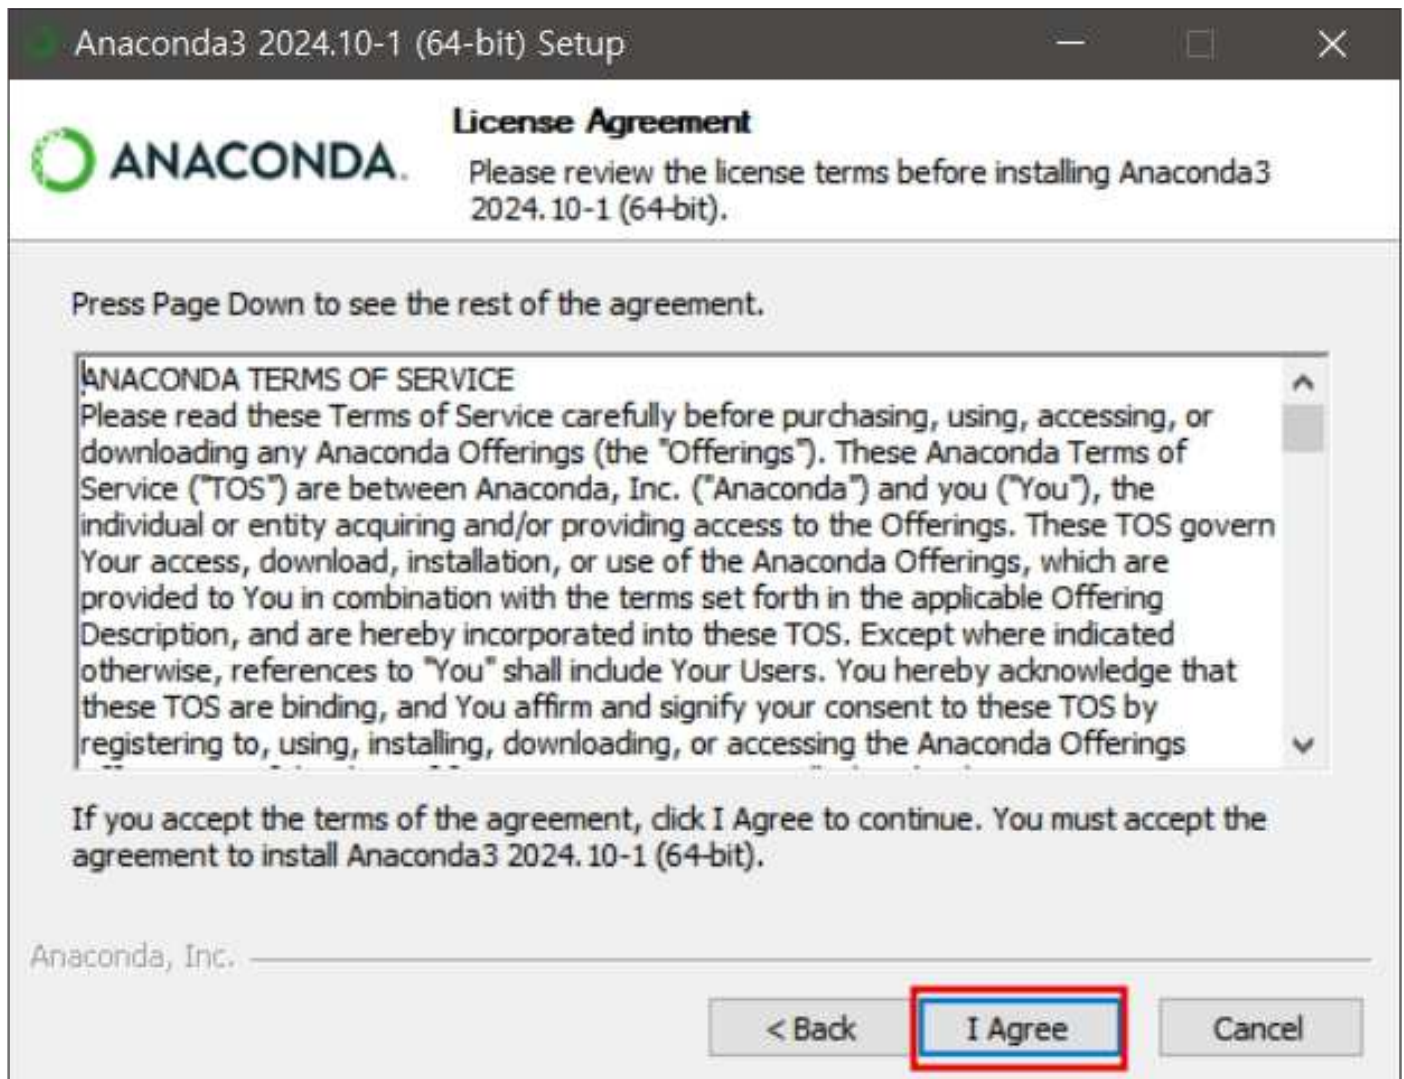 Anaconda3 2024.10-1 (64-bit) Setup
ANACONDA.
License Agreement
Please review the license terms before installing Anaconda3
2024.10-1 (64-bit).
Press Page Down to see the rest of the agreement.
ANACONDA TERMS OF SERVICE
Please read these Terms of Service carefully before purchasing, using, accessing, or
downloading any Anaconda Offerings (the "Offerings"). These Anaconda Terms of
Service ("TOS") are between Anaconda, Inc. ("Anaconda") and you ("You"), the
individual or entity acquiring and/or providing access to the Offerings. These TOS govern
Your access, download, installation, or use of the Anaconda Offerings, which are
provided to You in combination with the terms set forth in the applicable Offering
Description, and are hereby incorporated into these TOS. Except where indicated
otherwise, references to "You" shall include Your Users. You hereby acknowledge that
these TOS are binding, and You affirm and signify your consent to these TOS by
registering to, using, installing, downloading, or accessing the Anaconda Offerings
If you accept the terms of the agreement, click I Agree to continue. You must accept the
agreement to install Anaconda3 2024.10-1 (64-bit).
Anaconda, Inc.
< Back
I Agree
Cancel